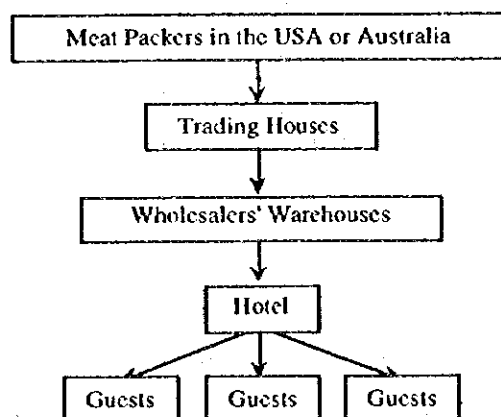 Meat Packers in the USA or Australia
Trading Houses
Wholesalers' Warehouses
Hotel
Guests Guests Guests